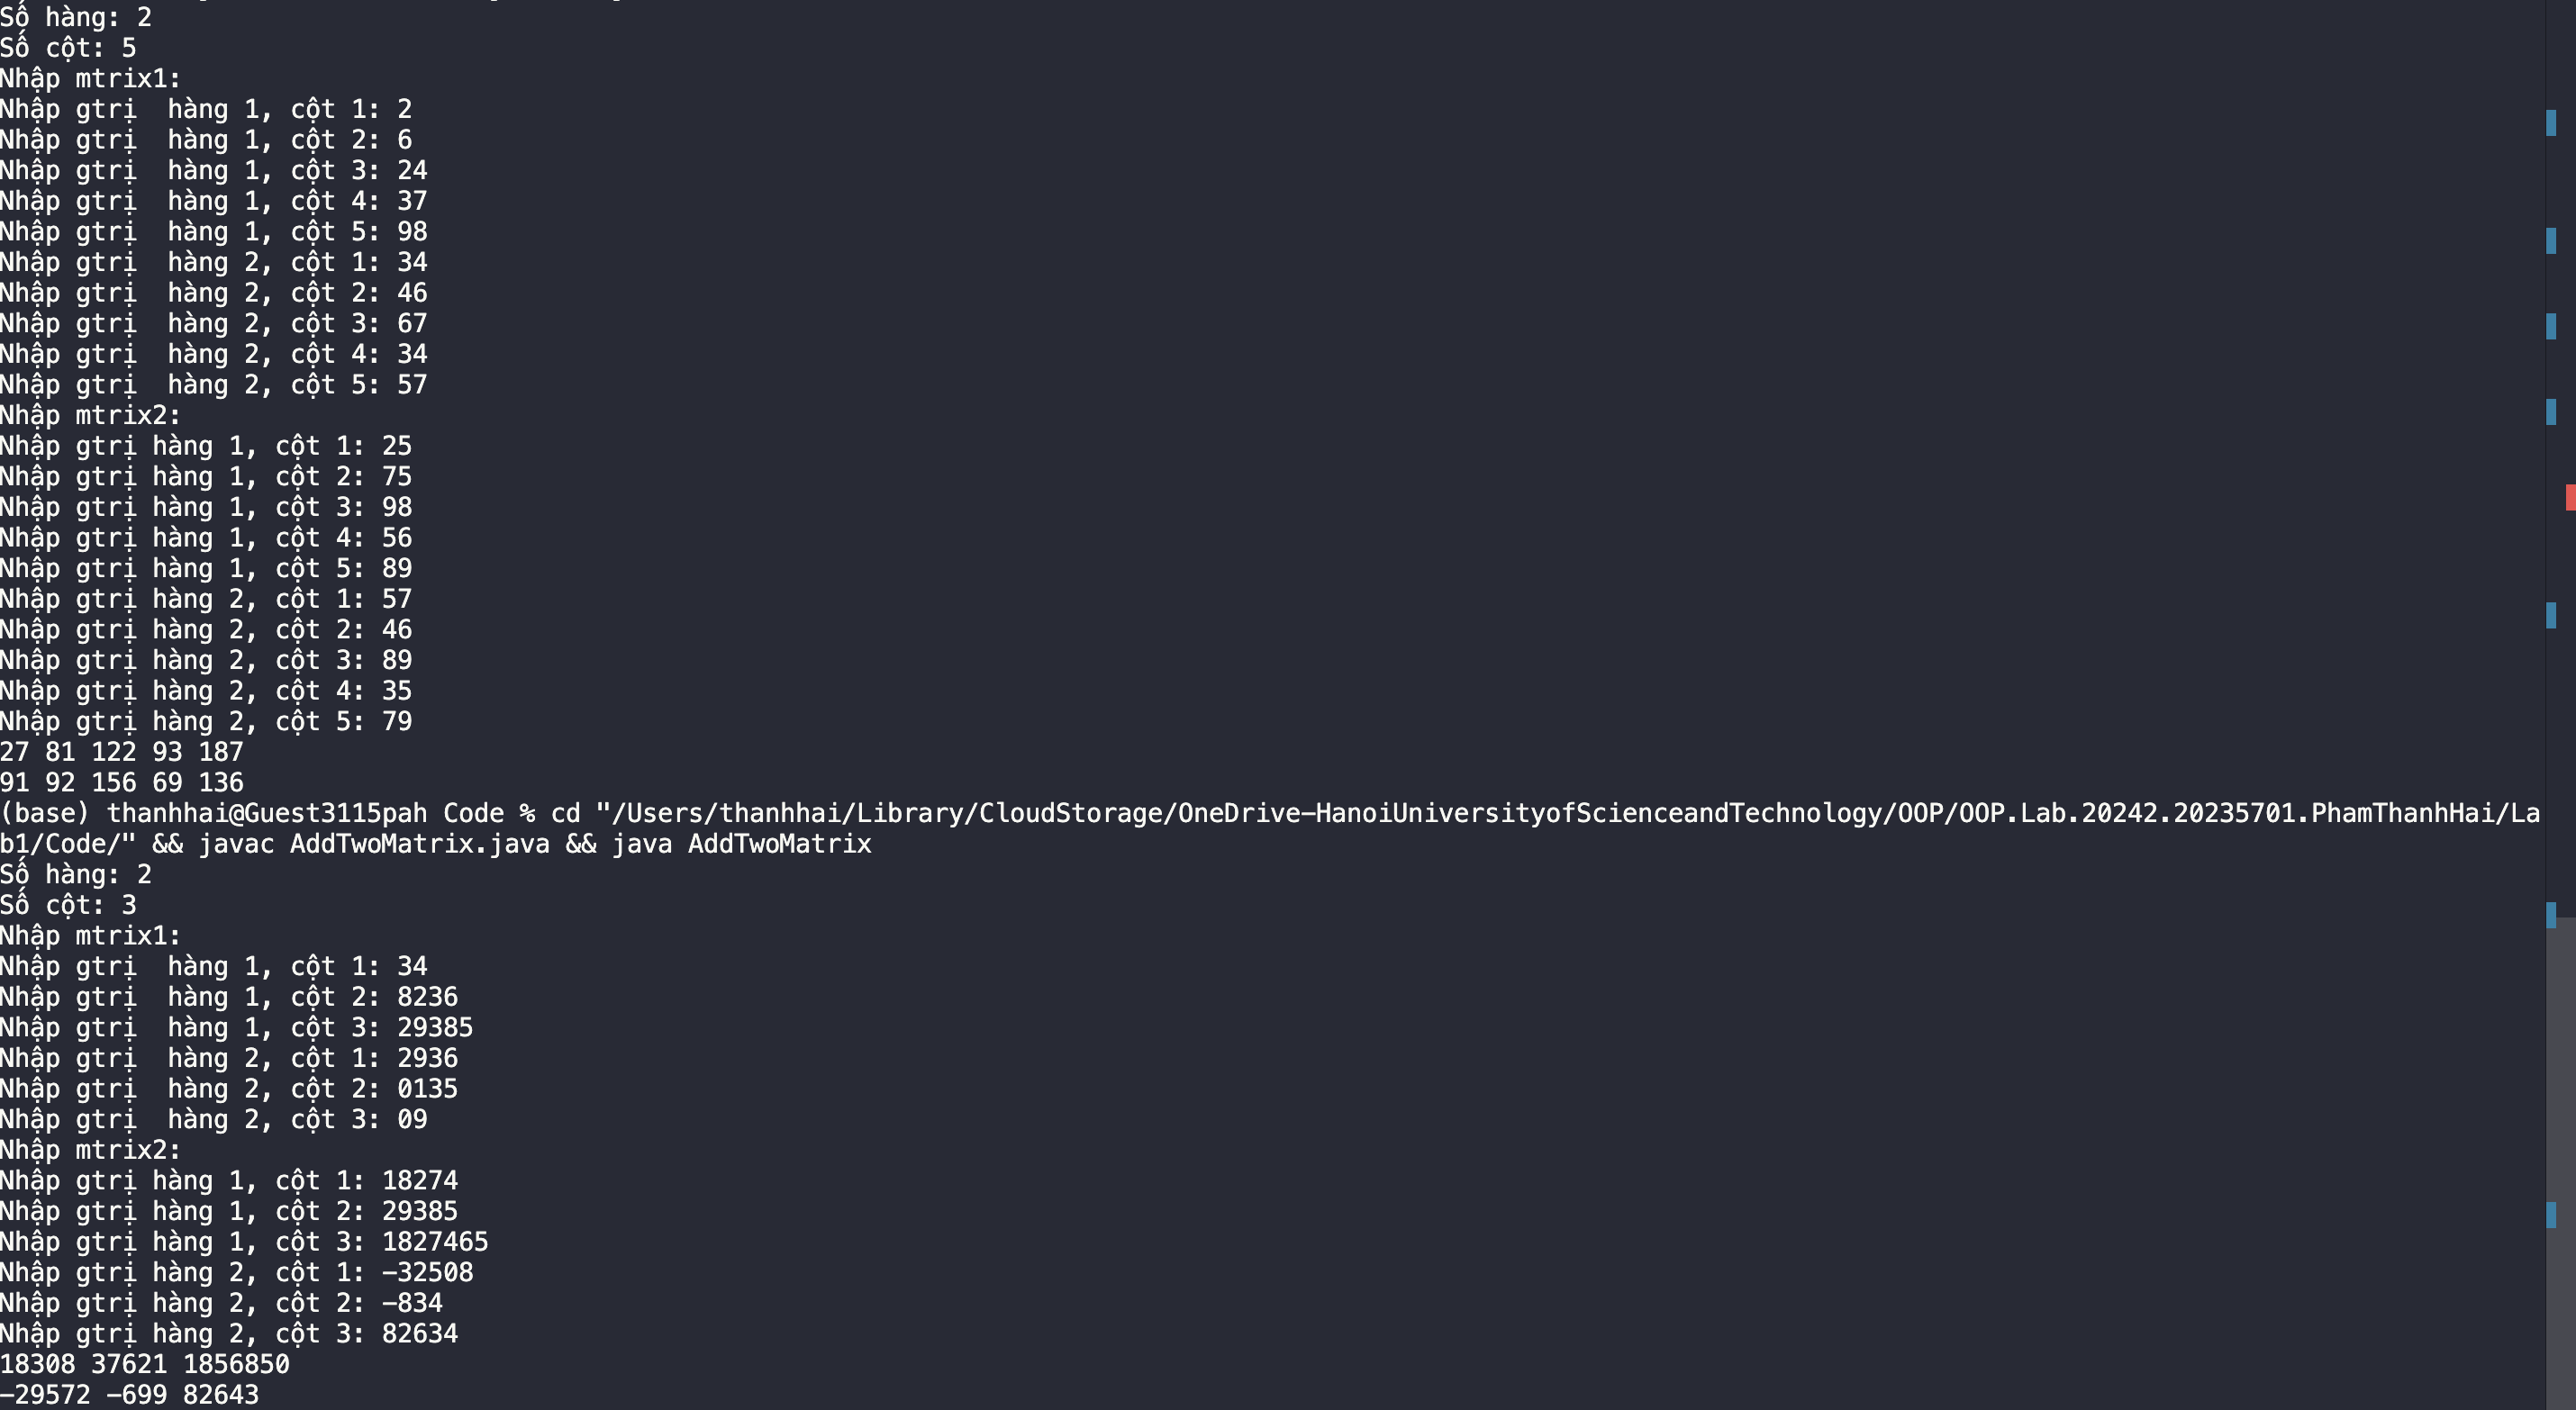 Số hàng: 2
Số cột: 5
Nhập mtrix1:
Nhập gtrị  hàng 1, cột 1: 2
Nhập gtrị  hàng 1, cột 2: 6
Nhập gtrị  hàng 1, cột 3: 24
Nhập gtrị  hàng 1, cột 4: 37
Nhập gtrị  hàng 1, cột 5: 98
Nhập gtrị  hàng 2, cột 1: 34
Nhập gtrị  hàng 2, cột 2: 46
Nhập gtrị  hàng 2, cột 3: 67
Nhập gtrị  hàng 2, cột 4: 34
Nhập gtrị  hàng 2, cột 5: 57
Nhập mtrix2:
Nhập gtrị hàng 1, cột 1: 25
Nhập gtrị hàng 1, cột 2: 75
Nhập gtrị hàng 1, cột 3: 98
Nhập gtrị hàng 1, cột 4: 56
Nhập gtrị hàng 1, cột 5: 89
Nhập gtrị hàng 2, cột 1: 57
Nhập gtrị hàng 2, cột 2: 46
Nhập gtrị hàng 2, cột 3: 89
Nhập gtrị hàng 2, cột 4: 35
Nhập gtrị hàng 2, cột 5: 79
27 81 122 93 187
91 92 156 69 136
(base) thanhhai@Guest3115pah Code % cd "/Users/thanhhai/Library/CloudStorage/OneDrive-HanoiUniversityofScienceandTechnology/OOP/OOP.Lab.20242.20235701.PhamThanhHai/La
b1/Code/" && javac AddTwoMatrix.java && java AddTwoMatrix
Số hàng: 2
Số cột: 3
Nhập mtrix1:
Nhập gtrị  hàng 1, cột 1: 34
Nhập gtrị  hàng 1, cột 2: 8236
Nhập gtrị  hàng 1, cột 3: 29385
Nhập gtrị  hàng 2, cột 1: 2936
Nhập gtrị  hàng 2, cột 2: 0135
Nhập gtrị  hàng 2, cột 3: 09
Nhập mtrix2:
Nhập gtrị hàng 1, cột 1: 18274
Nhập gtrị hàng 1, cột 2: 29385
Nhập gtrị hàng 1, cột 3: 1827465
Nhập gtrị hàng 2, cột 1: -32508
Nhập gtrị hàng 2, cột 2: -834
Nhập gtrị hàng 2, cột 3: 82634
18308 37621 1856850
-29572 -699 82643